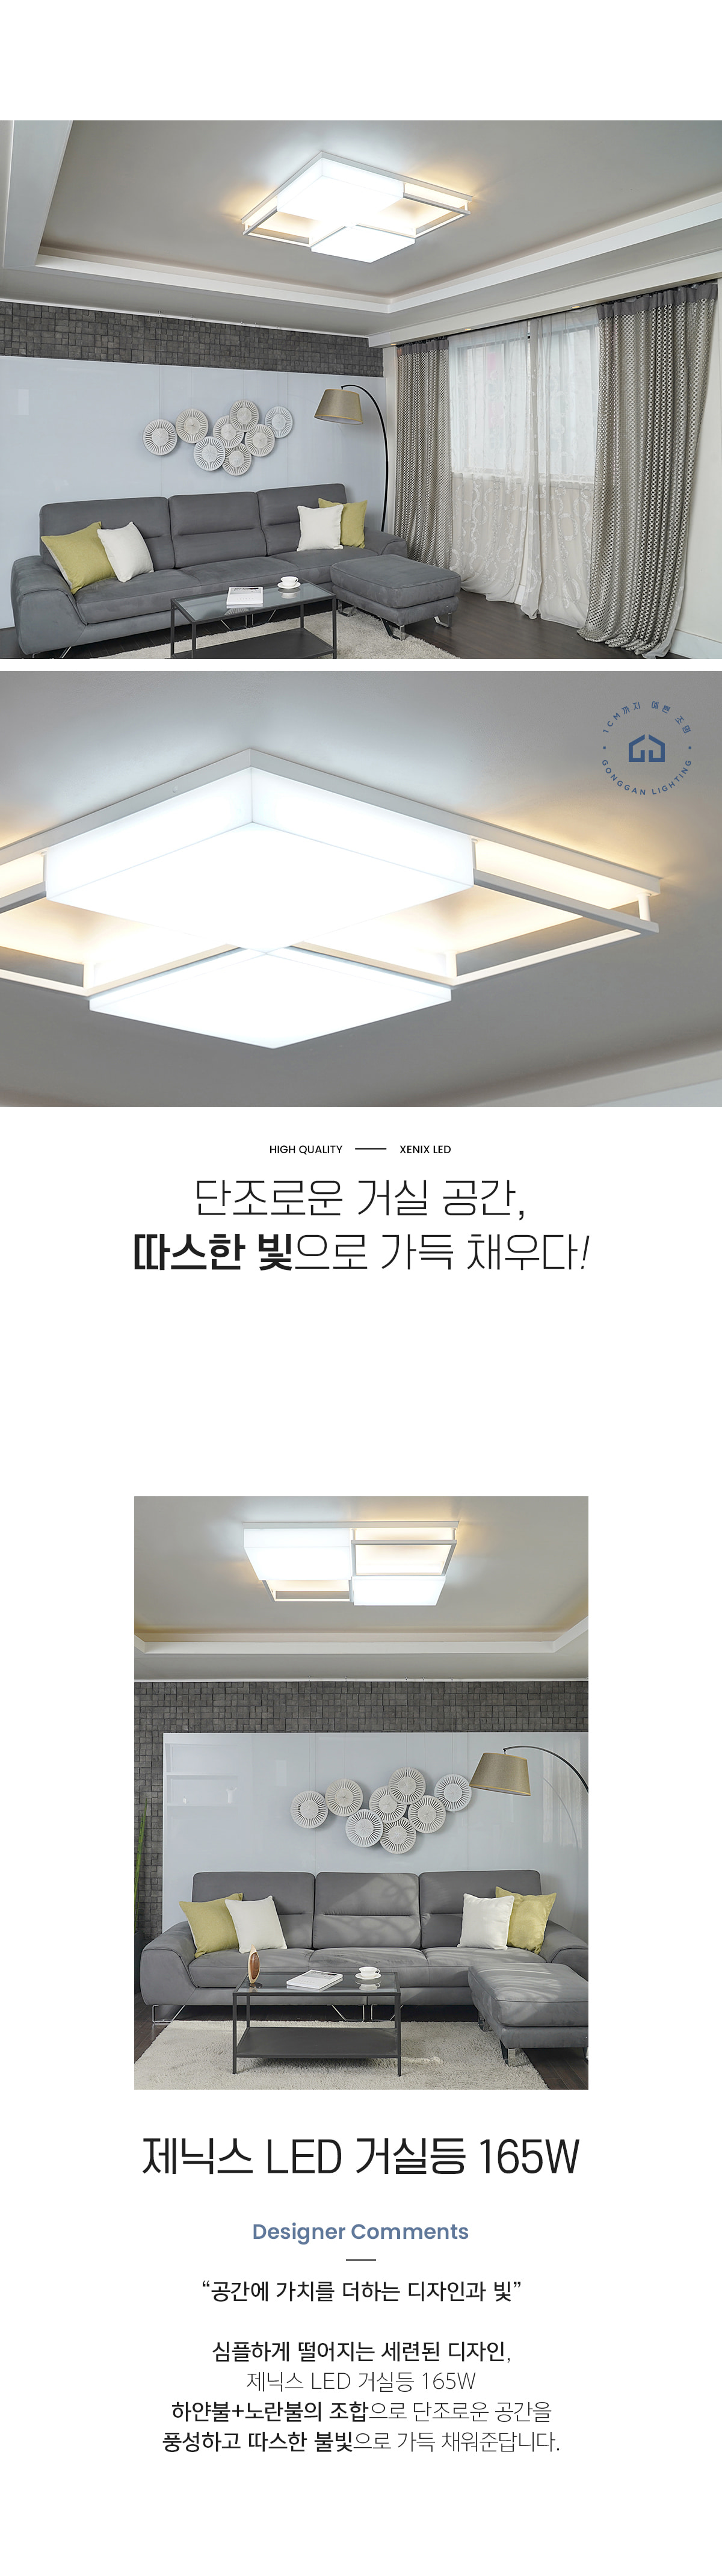 1CM까지 예쁜 조명
GONGGAN LIGHTING
HIGH QUALITY
XENIX LED
단조로운 거실 공간,
따스한 빛으로 가득 채우다!
제닉스 LED 거실등 165W
Designer Comments
“공간에 가치를 더하는 디자인과 빛”
심플하게 떨어지는 세련된 디자인,
제닉스 LED 거실등 165W
하얀불+노란불의 조합으로 단조로운 공간을
풍성하고 따스한 불빛으로 가득 채워준답니다.